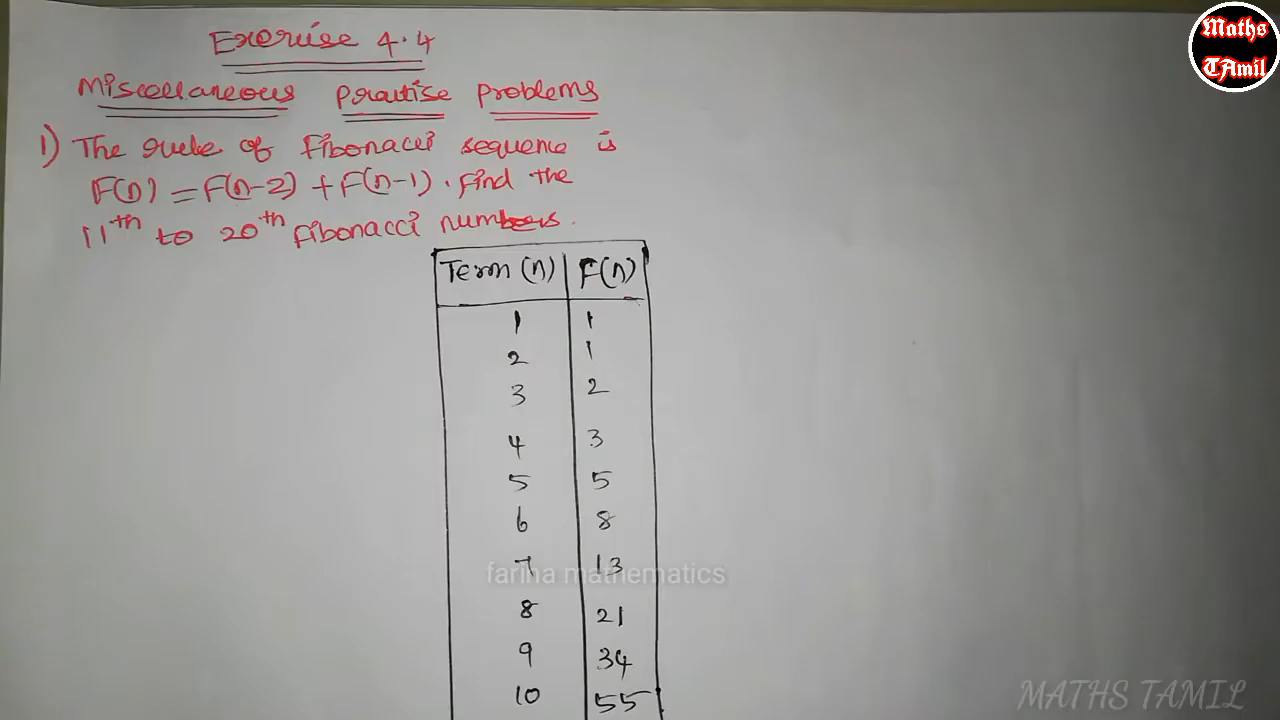 Exercise 4.4
Miscellaneous Practise Problems
1) The rule of Fibonacci sequence is
F(n) = F(n-2) + F(n-1). Find the
11th to 20th fibonacci numbers.
Term (n) F(n)
1 1
2 1
3 2
4 3
5 5
6 8
7 13
8 21
9 34
10 55
fariha mathematics
Maths
TAmil
MATHS TAMIL